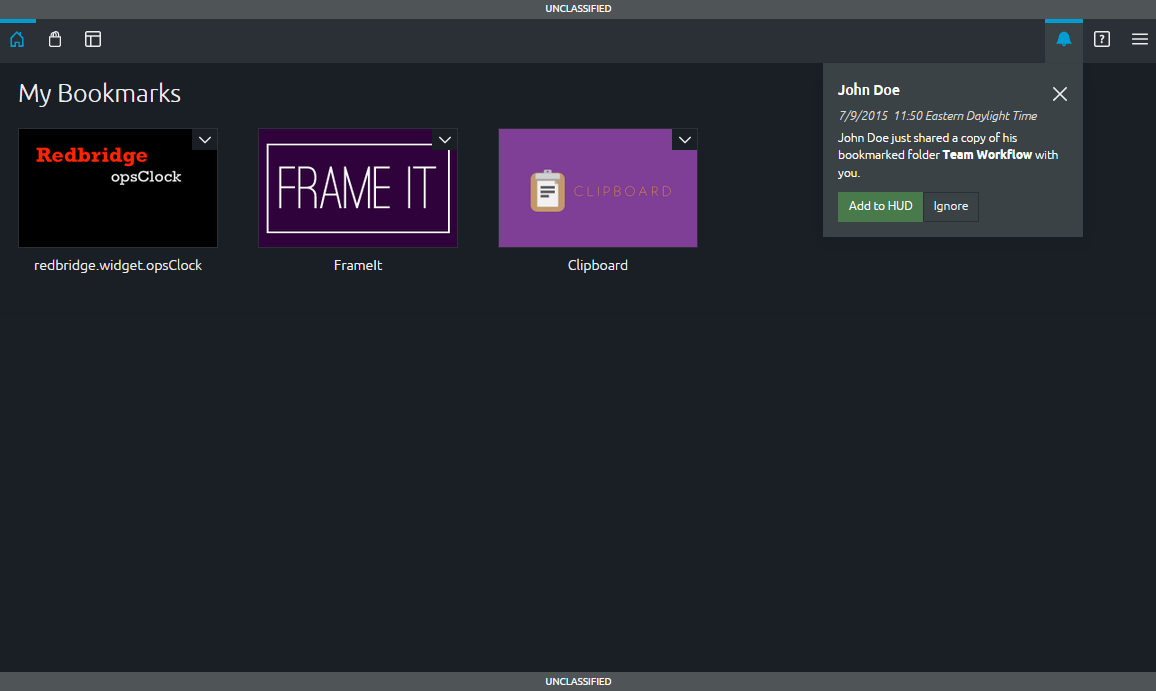 UNCLASSIFIED
?
My Bookmarks
John Doe
7/9/2015 11:50 Eastern Daylight Time
John Doe just shared a copy of his
bookmarked folder Team Workflow with
you.
Add to HUD
Ignore
Redbridge
opsClock
FRAME IT
CLIPBOARD
redbridge.widget.opsClock
FrameIt
Clipboard
UNCLASSIFIED